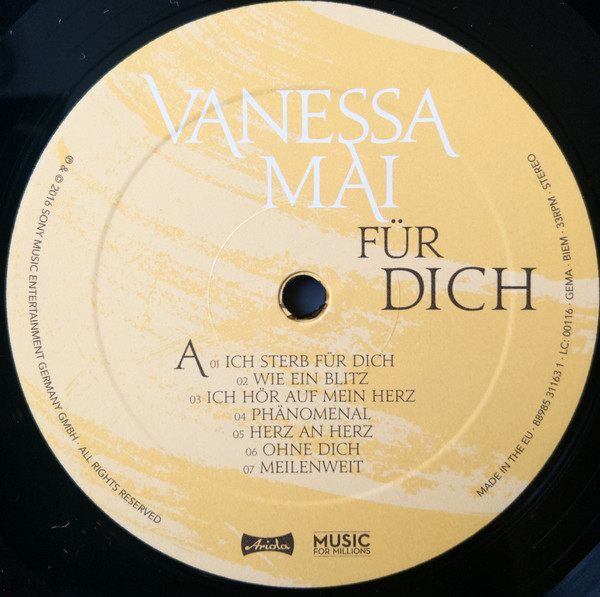 VANESSA
MAI
FÜR
DICH
A 01 ICH STERB FÜR DICH
02 WIE EIN BLITZ
03 ICH HÖR AUF MEIN HERZ
04 PHÄNOMENAL
05 HERZ AN HERZ
06 OHNE DICH
07 MEILENWEIT
℗ & © 2016 SONY MUSIC ENTERTAINMENT GERMANY GMBH · ALL RIGHTS RESERVED
MADE IN THE EU · 88985 31163 1 · LC: 00116 · GEMA · BIEM · 33RPM · STEREO
Ariola
MUSIC
FOR MILLIONS